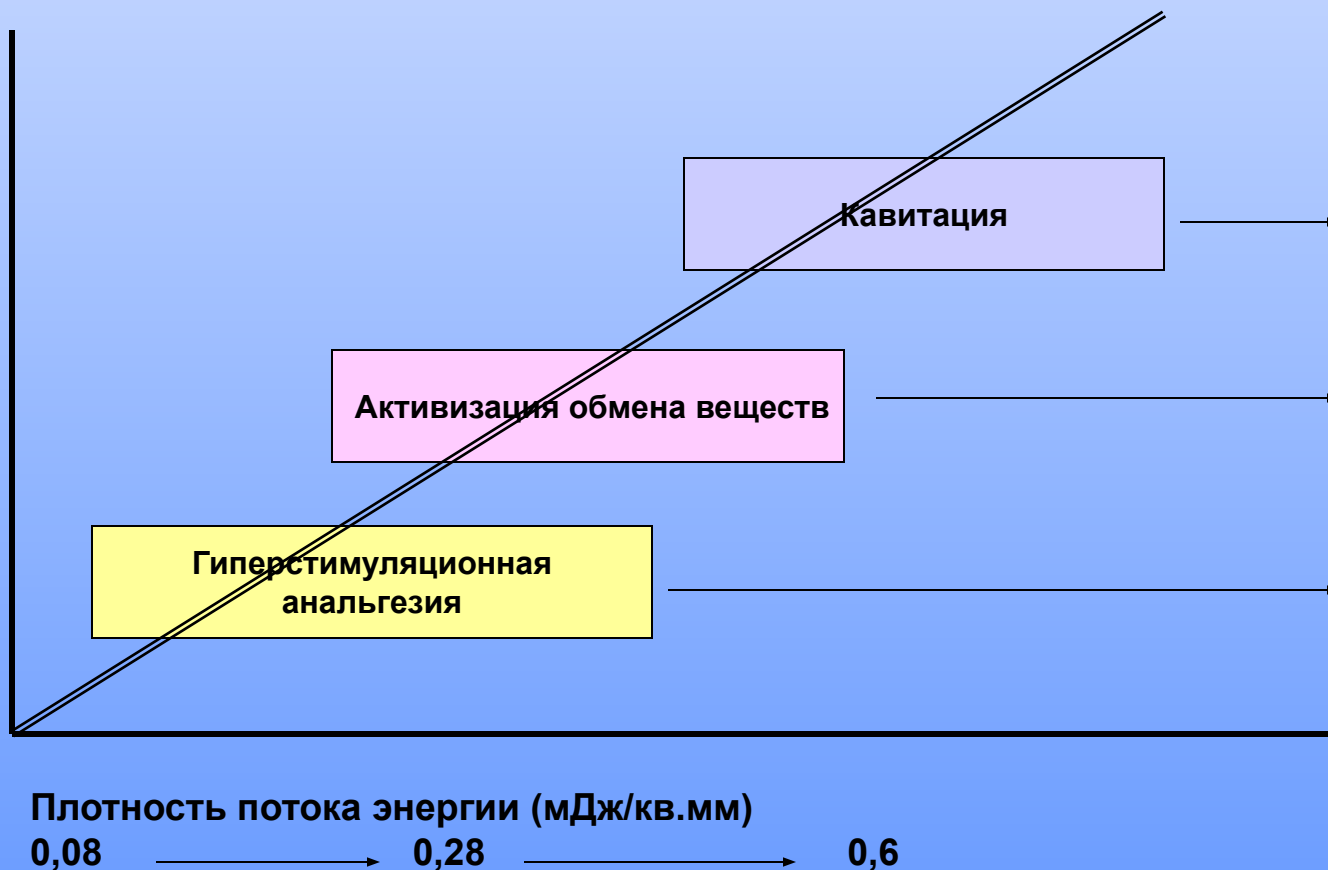 Кавитация
Активизация обмена веществ
Гиперстимуляционная
анальгезия
Плотность потока энергии (мДж/кв.мм)
0,08 0,28 0,6